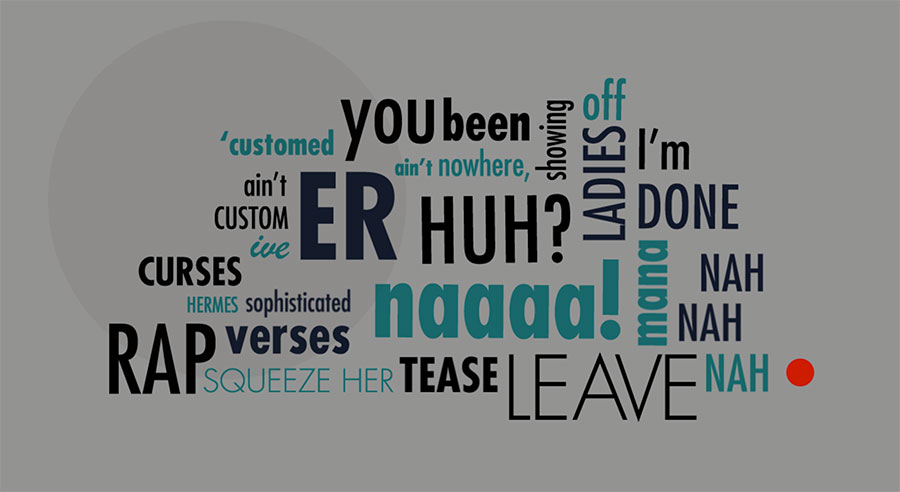 'customed
you been
showing
off
LADIES
I'm
DONE
ain't nowhere,
ain't
CUSTOM
ive
ER
HUH?
CURSES
HERMES sophisticated
naaaa!
mana
NAH
NAH
RAP
verses
SQUEEZE HER
TEASE
LEAVE
NAH